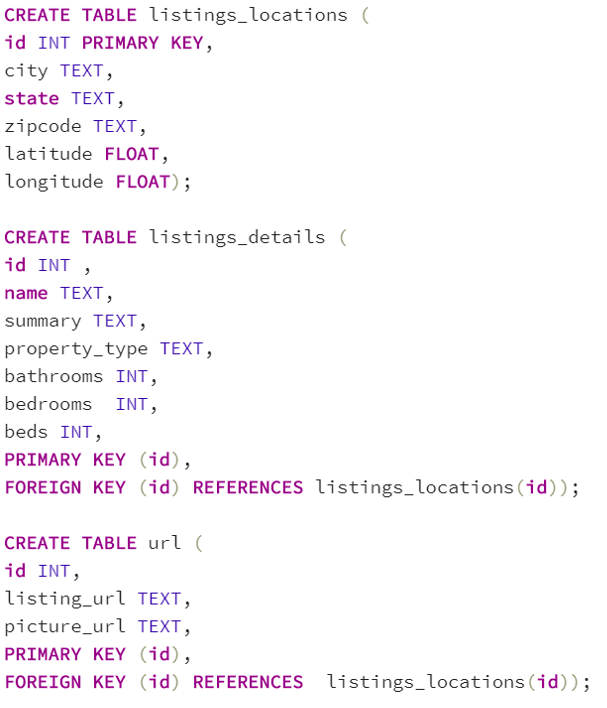 CREATE TABLE listings_locations (
id INT PRIMARY KEY,
city TEXT,
state TEXT,
zipcode TEXT,
latitude FLOAT,
longitude FLOAT);

CREATE TABLE listings_details (
id INT ,
name TEXT,
summary TEXT,
property_type TEXT,
bathrooms INT,
bedrooms  INT,
beds INT,
PRIMARY KEY (id),
FOREIGN KEY (id) REFERENCES listings_locations(id));

CREATE TABLE url (
id INT,
listing_url TEXT,
picture_url TEXT,
PRIMARY KEY (id),
FOREIGN KEY (id) REFERENCES  listings_locations(id));